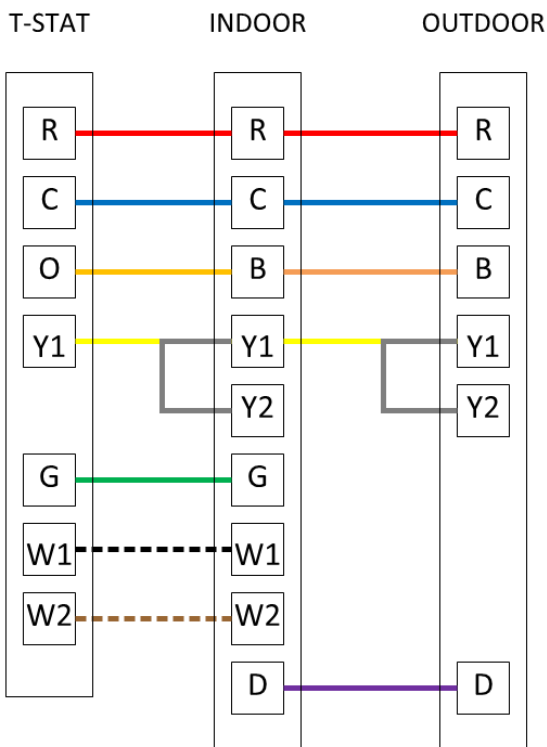 T-STAT INDOOR OUTDOOR
R R R
C C C
O B B
Y1 Y1 Y1
Y2 Y2
G G
W1 W1
W2 W2
D D